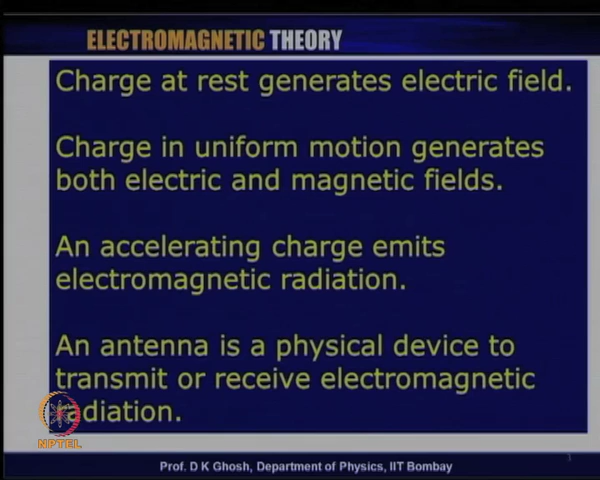 ELECTROMAGNETIC THEORY
Charge at rest generates electric field.
Charge in uniform motion generates
both electric and magnetic fields.
An accelerating charge emits
electromagnetic radiation.
An antenna is a physical device to
transmit or receive electromagnetic
radiation.
NPTEL
Prof. D K Ghosh, Department of Physics, IIT Bombay